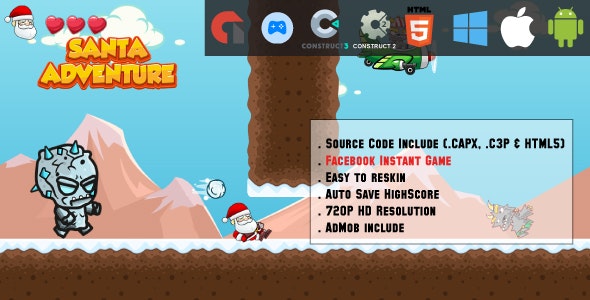 SANTA
ADVENTURE
CONSTRUCT 3
CONSTRUCT 2
HTML
5
. Source Code Include (.CAPX, .C3P & HTML5)
. Facebook Instant Game
. Easy to reskin
. Auto Save HighScore
. 720P HD Resolution
. AdMob include